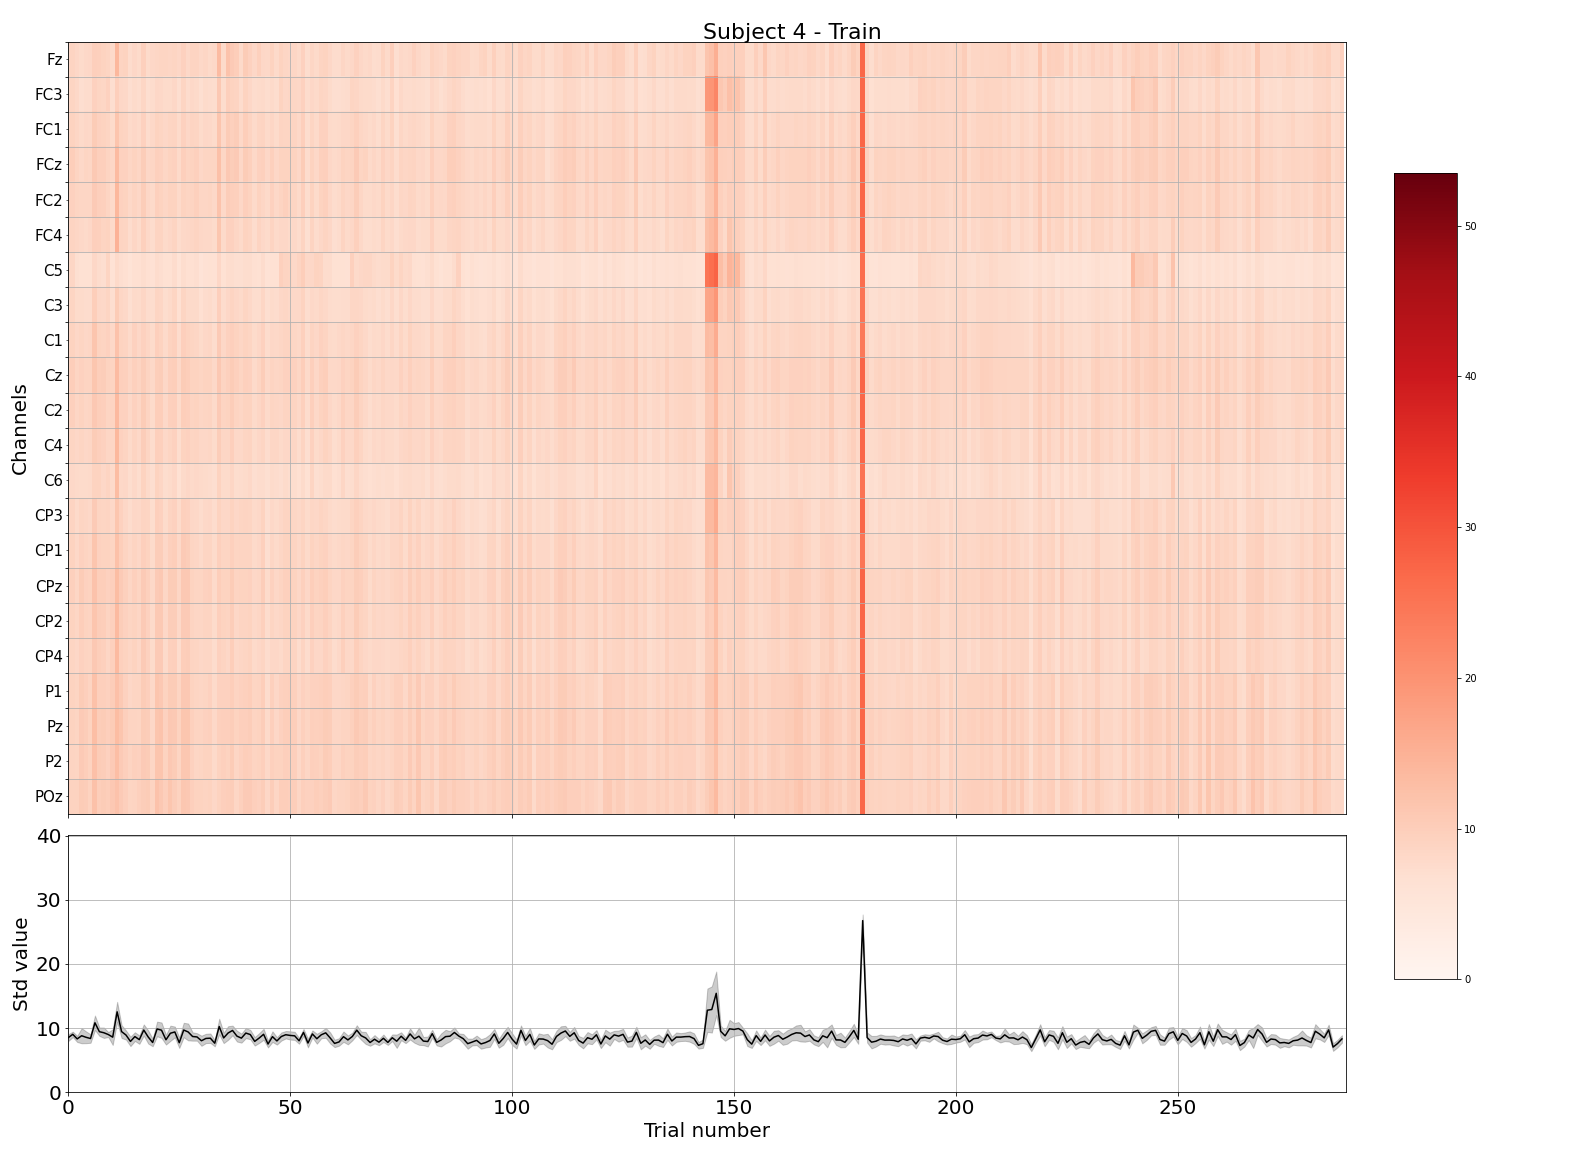 Subject 4 - Train
Channels
Fz
FC3
FC1
FCz
FC2
FC4
C5
C3
C1
Cz
C2
C4
C6
CP3
CP1
CPz
CP2
CP4
P1
Pz
P2
POz
50
40
30
20
10
0
Std value
40
30
20
10
0
0 50 100 150 200 250
Trial number